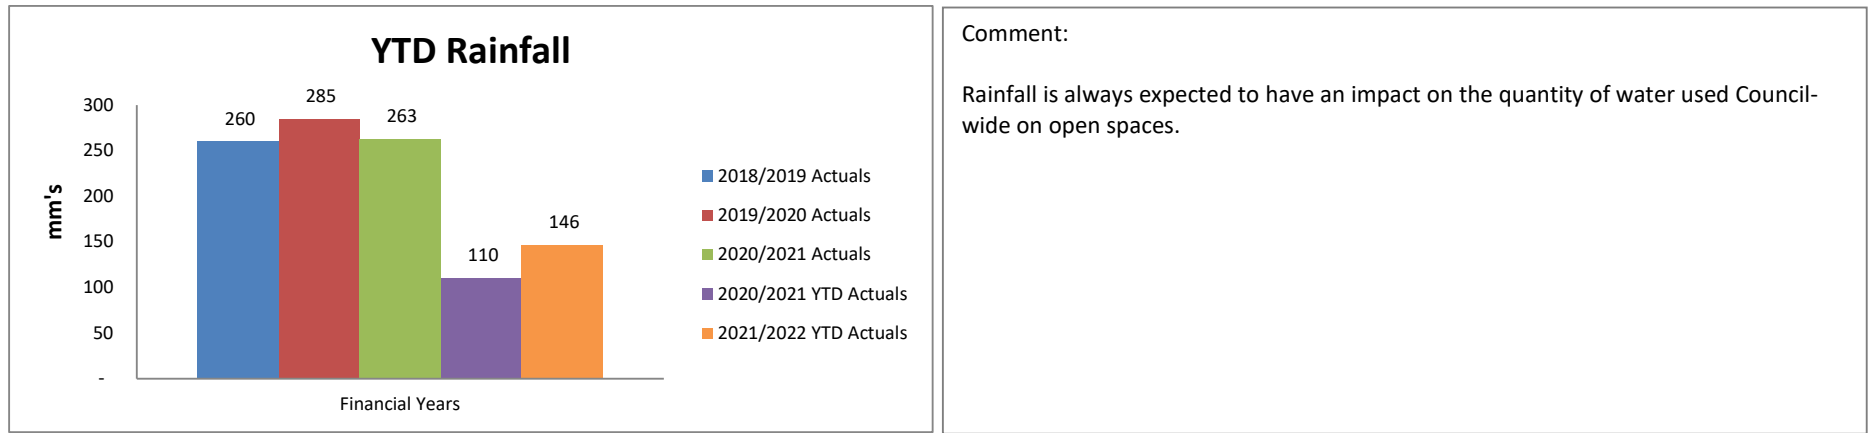 YTD Rainfall
300
250
200
150
100
50
-
mm's
260
285
263
110
146
Financial Years
2018/2019 Actuals
2019/2020 Actuals
2020/2021 Actuals
2020/2021 YTD Actuals
2021/2022 YTD Actuals
Comment:
Rainfall is always expected to have an impact on the quantity of water used Council-
wide on open spaces.